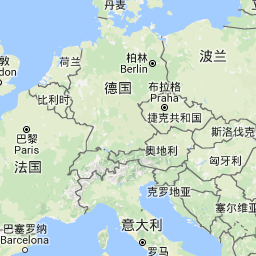 丹麦
敦
don
荷兰
柏林
Berlin
波兰
比利时
德国
布拉格
Praha
捷克共和国
巴黎
Paris
斯洛伐克
法国
奥地利
匈牙利
克罗地亚
塞尔维亚
巴塞罗纳
Barcelona
意大利
罗马